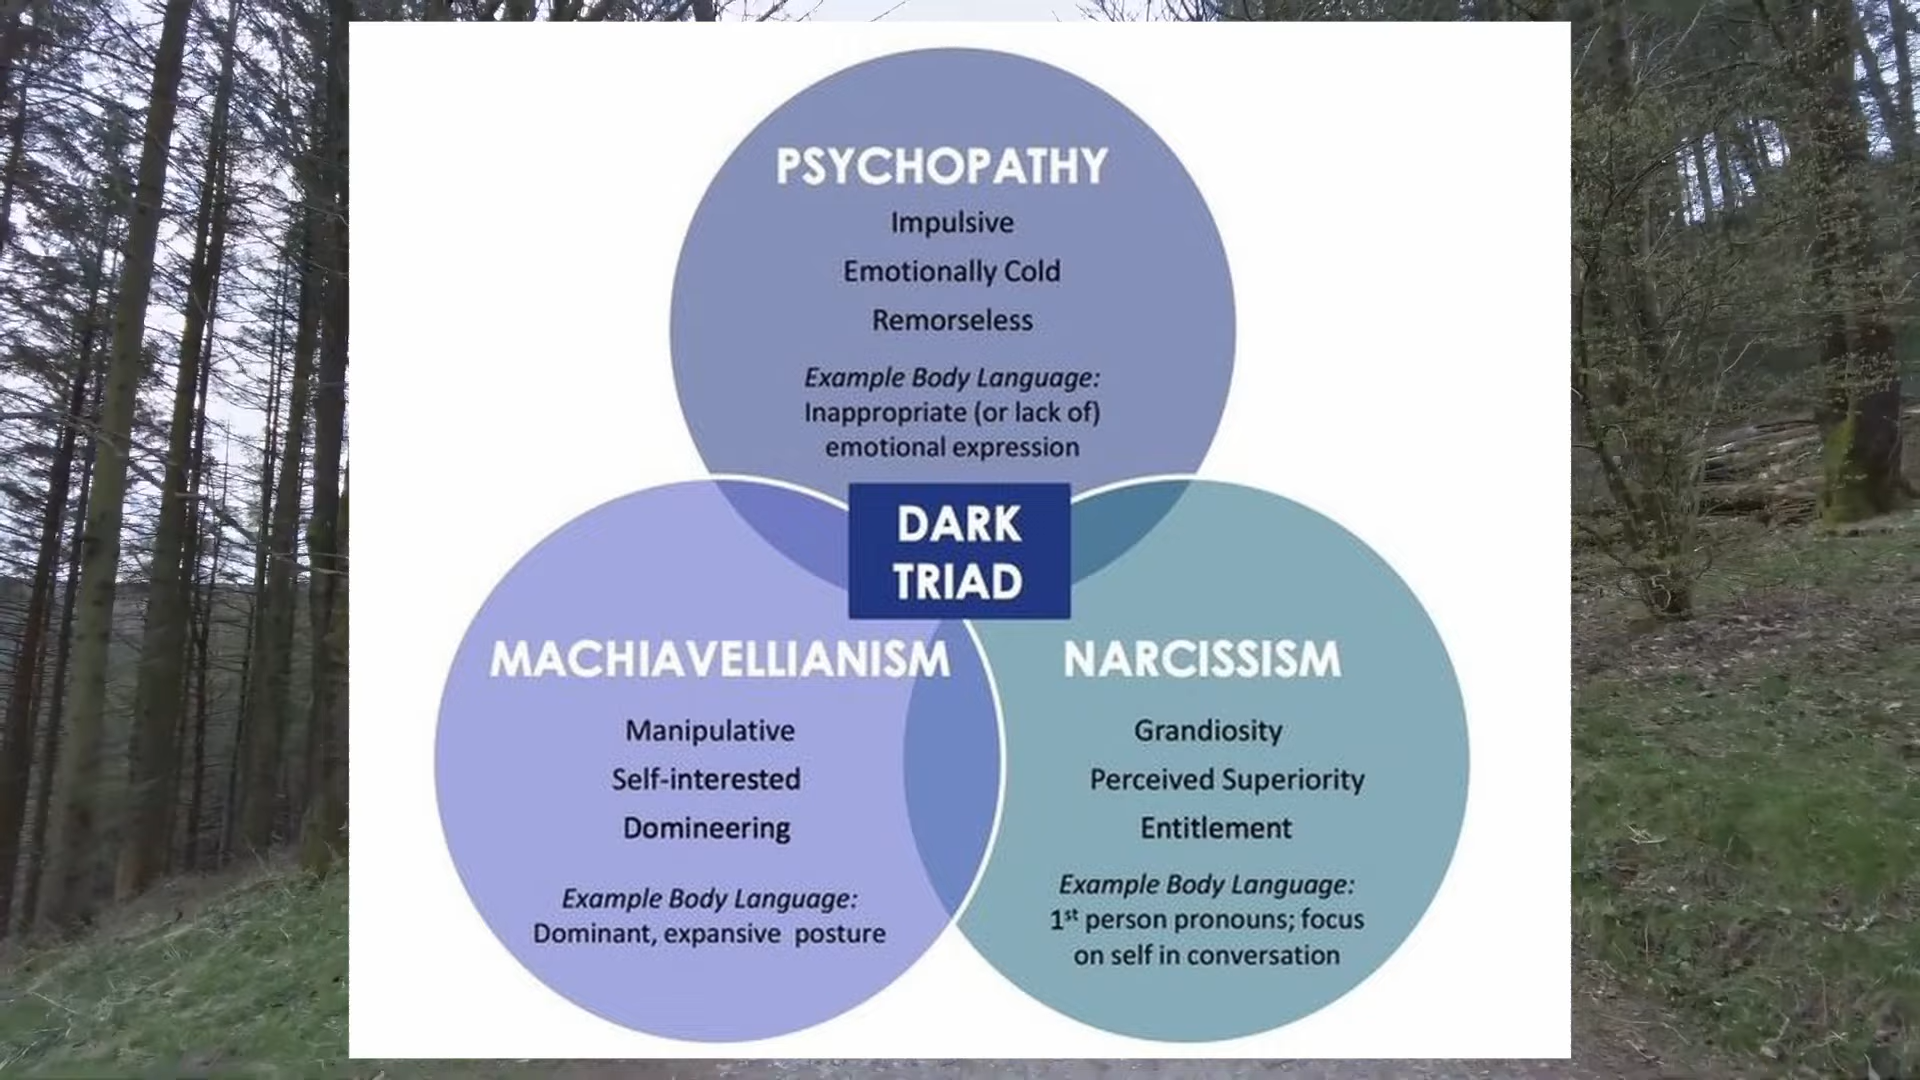 PSYCHOPATHY
Impulsive
Emotionally Cold
Remorseless
Example Body Language:
Inappropriate (or lack of)
emotional expression
DARK
TRIAD
MACHIAVELLIANISM
Manipulative
Self-interested
Domineering
Example Body Language:
Dominant, expansive posture
NARCISSISM
Grandiosity
Perceived Superiority
Entitlement
Example Body Language:
1st person pronouns; focus
on self in conversation